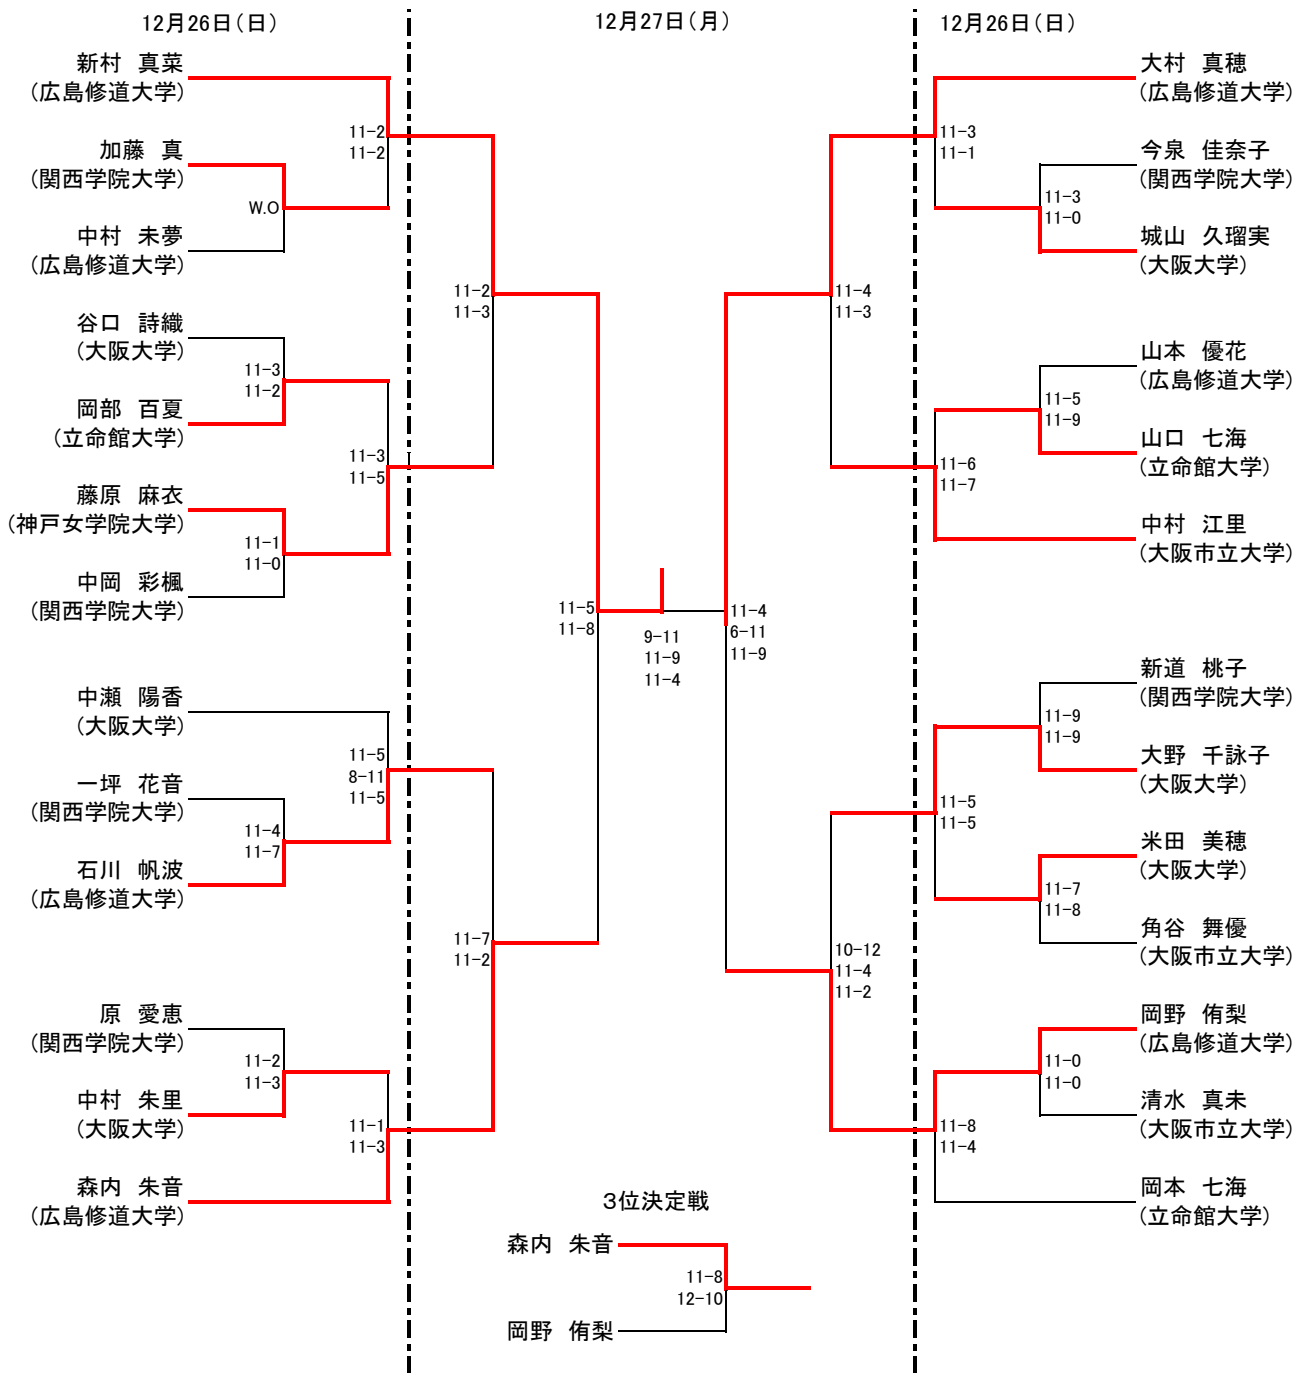 12月26日（日）
12月27日（月）
12月26日（日）
新村　真菜
（広島修道大学）
11-2
11-2
加藤　真
（関西学院大学）
W.O
中村　未夢
（広島修道大学）
11-2
11-3
谷口　詩織
（大阪大学）
11-3
11-2
岡部　百夏
（立命館大学）
11-3
11-5
藤原　麻衣
（神戸女学院大学）
11-1
11-0
中岡　彩楓
（関西学院大学）
11-5
11-8
中瀬　陽香
（大阪大学）
11-5
8-11
11-5
一坪　花音
（関西学院大学）
11-4
11-7
石川　帆波
（広島修道大学）
11-7
11-2
原　愛恵
（関西学院大学）
11-2
11-3
中村　朱里
（大阪大学）
11-1
11-3
森内　朱音
（広島修道大学）
9-11
11-9
11-4
11-4
6-11
11-9
大村　真穂
（広島修道大学）
11-3
11-1
今泉　佳奈子
（関西学院大学）
11-3
11-0
城山　久瑠実
（大阪大学）
11-4
11-3
山本　優花
（広島修道大学）
11-5
11-9
山口　七海
（立命館大学）
11-6
11-7
中村　江里
（大阪市立大学）
新道　桃子
（関西学院大学）
11-9
11-9
大野　千詠子
（大阪大学）
11-5
11-5
米田　美穂
（大阪大学）
11-7
11-8
角谷　舞優
（大阪市立大学）
10-12
11-4
11-2
岡野　侑梨
（広島修道大学）
11-0
11-0
清水　真未
（大阪市立大学）
11-8
11-4
岡本　七海
（立命館大学）
３位決定戦
森内　朱音
11-8
12-10
岡野　侑梨